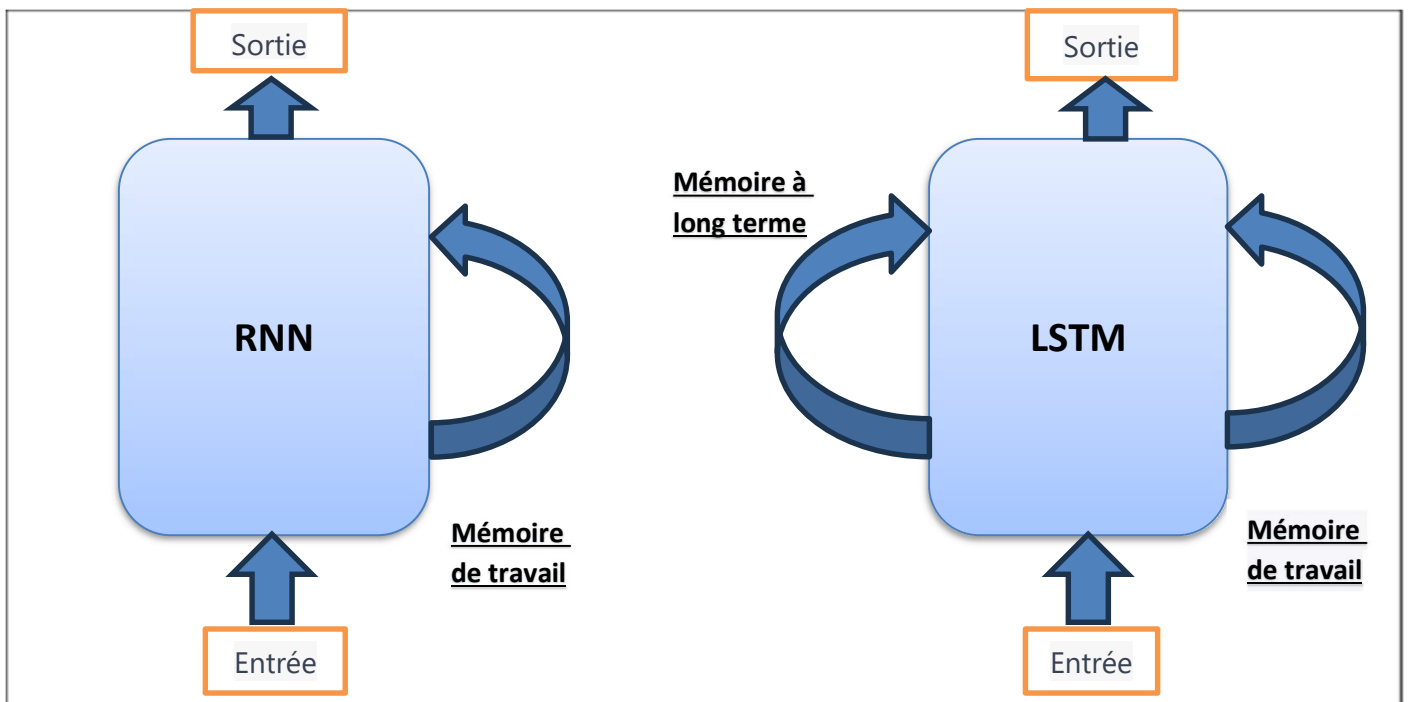 Sortie
RNN
Mémoire
de travail
Entrée
Sortie
Mémoire à
long terme
LSTM
Mémoire
de travail
Entrée